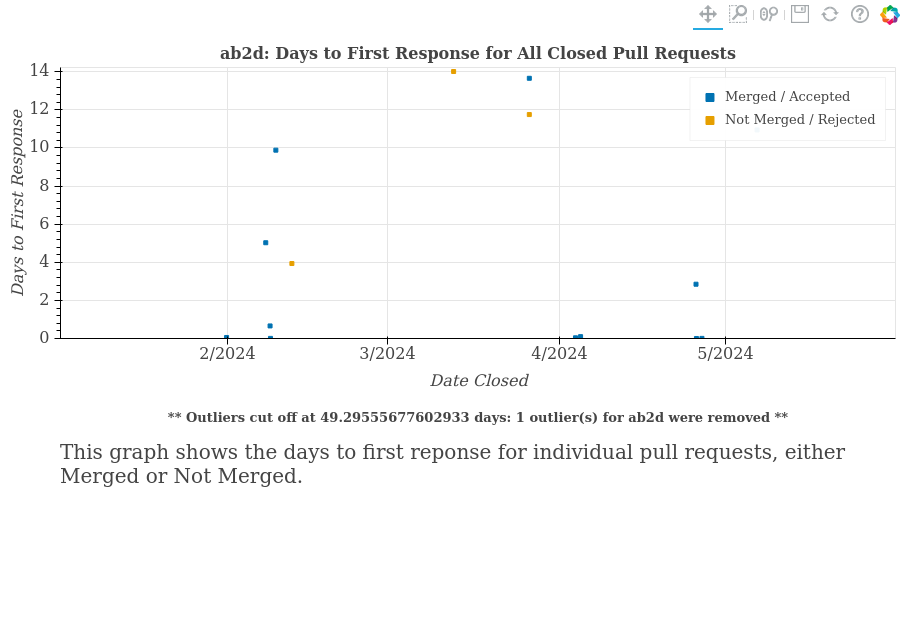 ab2d: Days to First Response for All Closed Pull Requests
Days to First Response
14
12
10
8
6
4
2
0
Merged / Accepted
Not Merged / Rejected
2/2024
3/2024
4/2024
5/2024
Date Closed
** Outliers cut off at 49.29555677602933 days: 1 outlier(s) for ab2d were removed **
This graph shows the days to first reponse for individual pull requests, either
Merged or Not Merged.